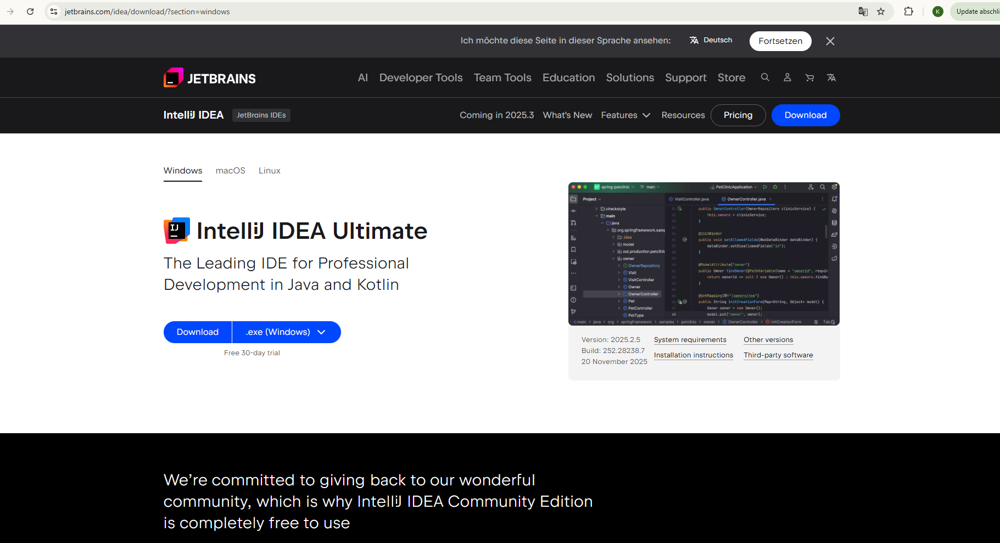 jetbrains.com/idea/download/?section=windows
K
Update abschli
Ich möchte diese Seite in dieser Sprache ansehen: Deutsch Fortsetzen
JETBRAINS
AI Developer Tools Team Tools Education Solutions Support Store
IntelliJ IDEA JetBrains IDEs
Coming in 2025.3 What's New Features Resources Pricing Download
Windows macOS Linux
IJ IntelliJ IDEA Ultimate
The Leading IDE for Professional
Development in Java and Kotlin
Download .exe (Windows)
Free 30-day trial
SP spring-petclinic main PetClinicApplication
Project VisitController.java OwnerController.java
checkstyle
main
java
org.springframework.samp
.idea
model
out.production.petclinic
owner
OwnerRepository
Visit
VisitController
Owner
OwnerController
Pet
PetController
PetType
public OwnerController(OwnerRepository clinicService) {
this.owners = clinicService;
}
@InitBinder
public void setAllowedFields(WebDataBinder dataBinder) {
dataBinder.setDisallowedFields("id");
}
@ModelAttribute("owner")
public Owner findOwner(@PathVariable(name = "ownerId", requir
return ownerId == null ? new Owner() : this.owners.findBy
}
@GetMapping("/owners/new")
public String initCreationForm(Map<String, Object> model) {
Owner owner = new Owner();
68 model.put("owner", owner);
main > java > org > springframework > samples > petclinic > owner > OwnerController > initCreationForm Tab
Version: 2025.2.5 System requirements Other versions
Build: 252.28238.7
Installation instructions Third-party software
20 November 2025
We're committed to giving back to our wonderful
community, which is why IntelliJ IDEA Community Edition
is completely free to use